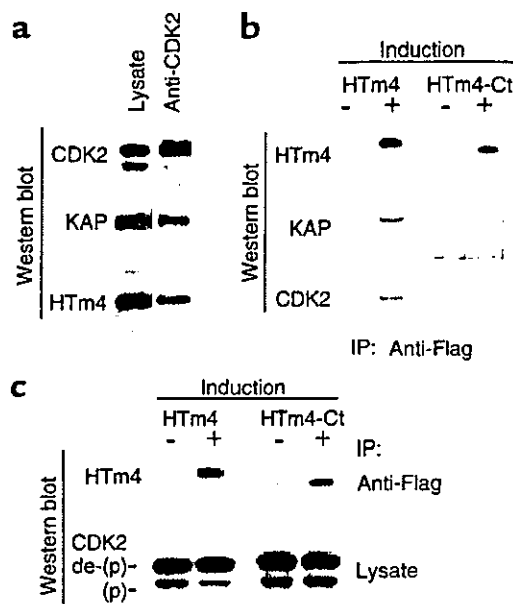 a
Lysate
Anti-CDK2
Western blot
CDK2
KAP
HTm4
b
Induction
HTm4 HTm4-Ct
- + - +
Western blot
HTm4
KAP
CDK2
IP: Anti-Flag
c
Induction
HTm4 HTm4-Ct
- + - + IP:
Western blot
HTm4 Anti-Flag
CDK2
de-(p)-
(p)- Lysate